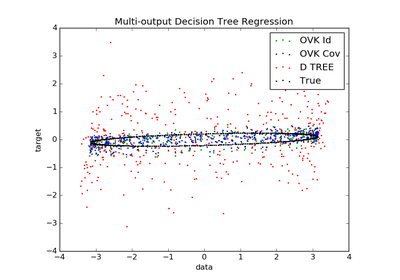 Multi-output Decision Tree Regression
OVK Id
OVK Cov
D TREE
True
4
3
2
1
0
−1
−2
−3
−4
target
−4 −3 −2 −1 0 1 2 3 4
data